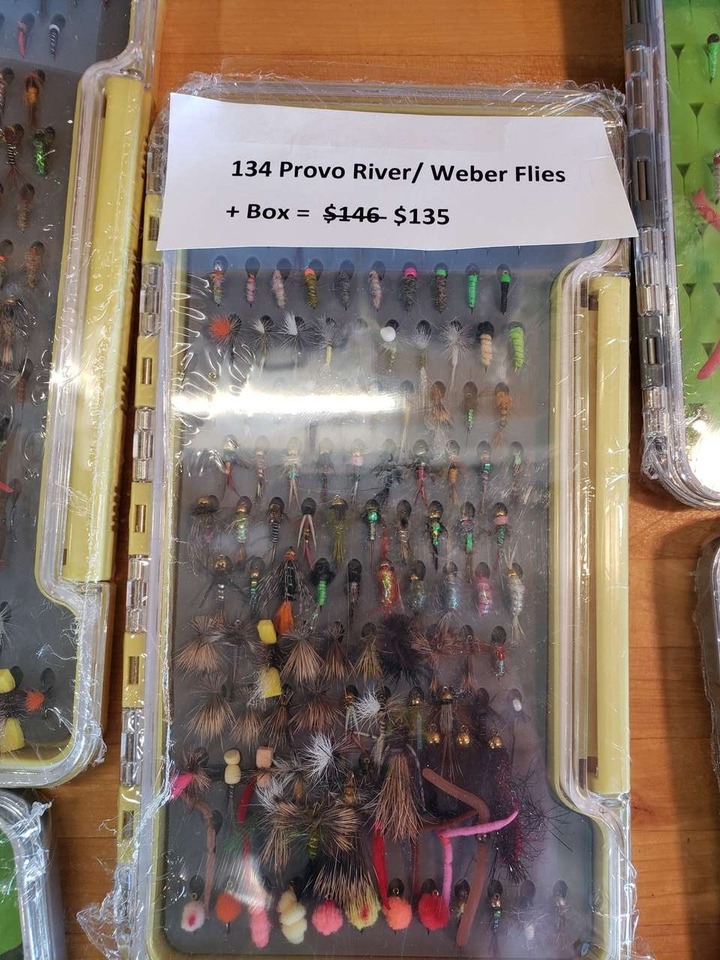 134 Provo River/ Weber Flies
+ Box = $146 $135